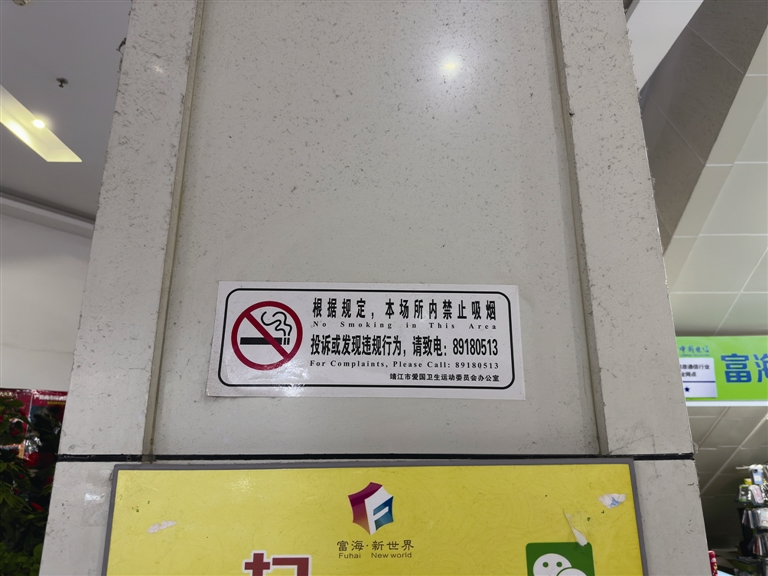 根据规定，本场所内禁止吸烟
No Smoking in This Area
投诉或发现违规行为，请致电：89180513
For Complaints, Please Call: 89180513
靖江市爱国卫生运动委员会办公室
富海
富海·新世界
Fuhai New world
扫